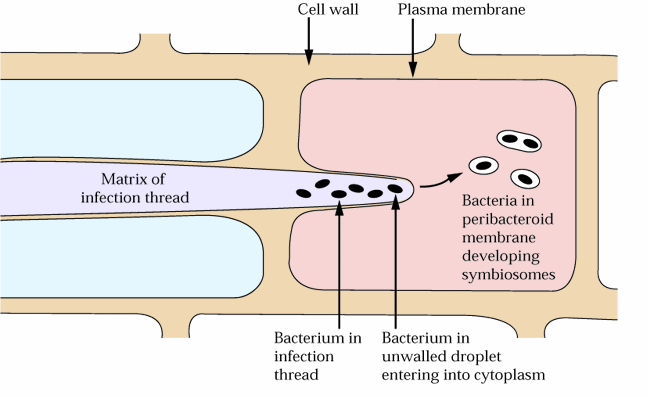 Cell wall
Plasma membrane
Matrix of
infection thread
Bacteria in
peribacteroid
membrane
developing
symbiosomes
Bacterium in
infection
thread
Bacterium in
unwalled droplet
entering into cytoplasm